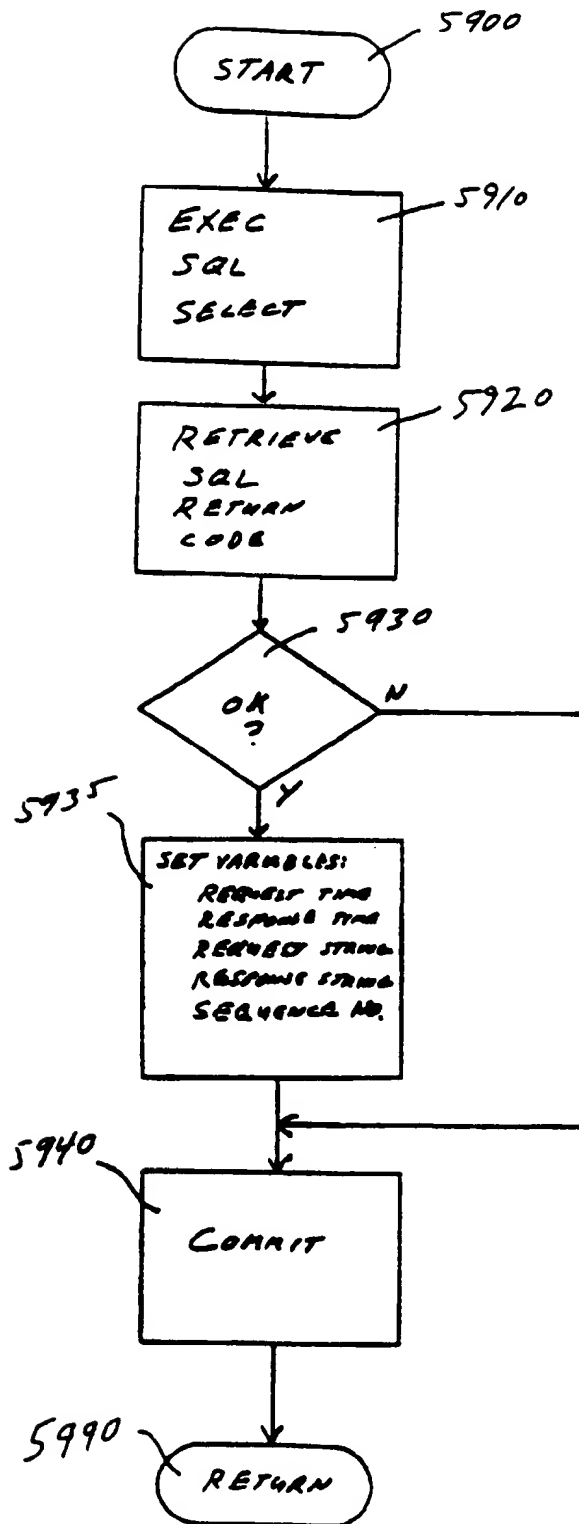 5900
START
5910
EXEC
SQL
SELECT
5920
RETRIEVE
SQL
RETURN
CODE
5930
OK
?
N
Y
5935
SET VARIABLES:
REQUEST TIME
RESPONSE TIME
REQUEST STRING
RESPONSE STRING
SEQUENCE NO.
5940
COMMIT
5990
RETURN